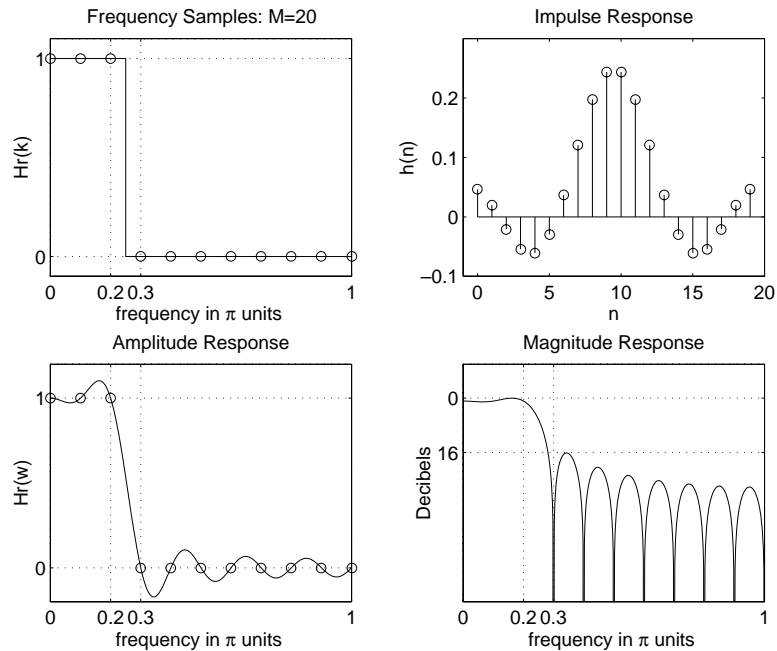 Frequency Samples: M=20
Hr(k)
1
0
0 0.2 0.3 1
frequency in π units
Impulse Response
h(n)
0.2
0.1
0
−0.1
0 5 10 15 20
n
Amplitude Response
Hr(w)
1
0
0 0.2 0.3 1
frequency in π units
Magnitude Response
Decibels
0
16
0 0.2 0.3 1
frequency in π units